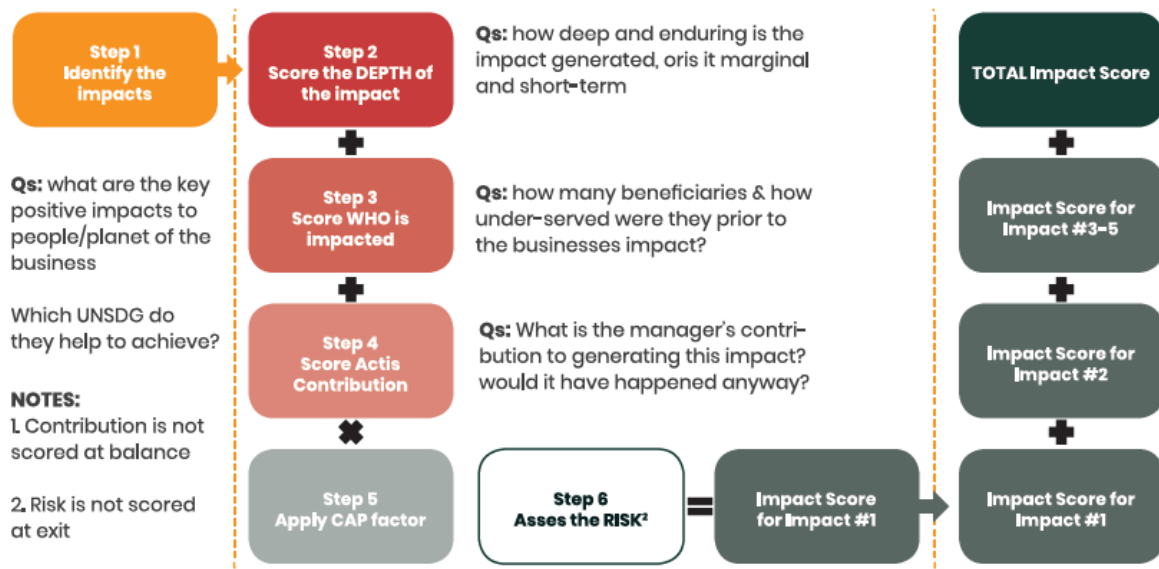 Step 1
Identify the
impacts
Qs: what are the key
positive impacts to
people/planet of the
business
Which UNSDG do
they help to achieve?
NOTES:
1. Contribution is not
scored at balance
2. Risk is not scored
at exit
Step 2
Score the DEPTH of
the impact
Qs: how deep and enduring is the
impact generated, oris it marginal
and short-term
Step 3
Score WHO is
impacted
Qs: how many beneficiaries & how
under-served were they prior to
the businesses impact?
Step 4
Score Actis
Contribution
Qs: What is the manager's contri-
bution to generating this impact?
would it have happened anyway?
Step 5
Apply CAP factor
Step 6
Asses the RISK²
Impact Score
for Impact #1
TOTAL Impact Score
Impact Score for
Impact #3-5
Impact Score for
Impact #2
Impact Score for
Impact #1